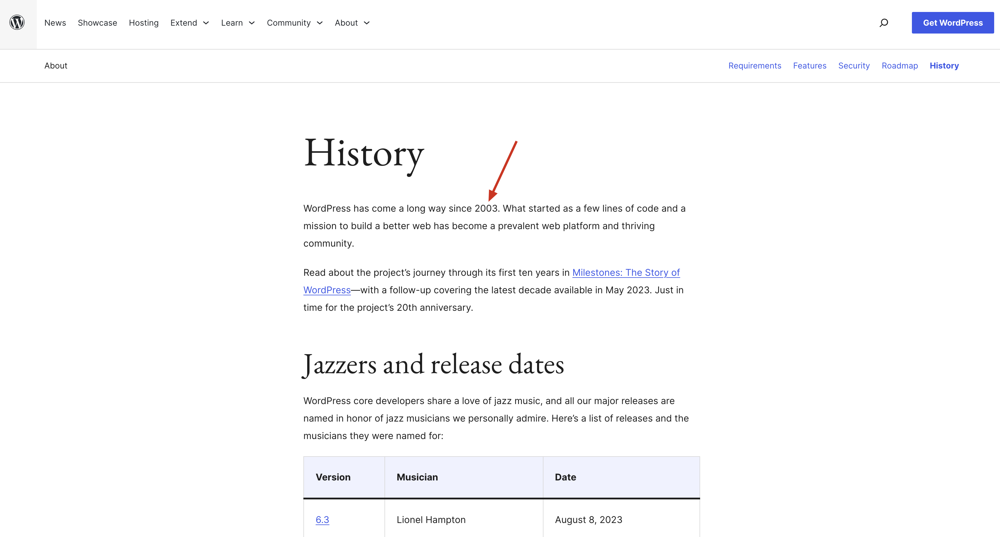 News Showcase Hosting Extend Learn Community About Get WordPress
About Requirements Features Security Roadmap History
History
WordPress has come a long way since 2003. What started as a few lines of code and a
mission to build a better web has become a prevalent web platform and thriving
community.
Read about the project’s journey through its first ten years in Milestones: The Story of
WordPress—with a follow-up covering the latest decade available in May 2023. Just in
time for the project’s 20th anniversary.
Jazzers and release dates
WordPress core developers share a love of jazz music, and all our major releases are
named in honor of jazz musicians we personally admire. Here’s a list of releases and the
musicians they were named for:
Version Musician Date
6.3 Lionel Hampton August 8, 2023